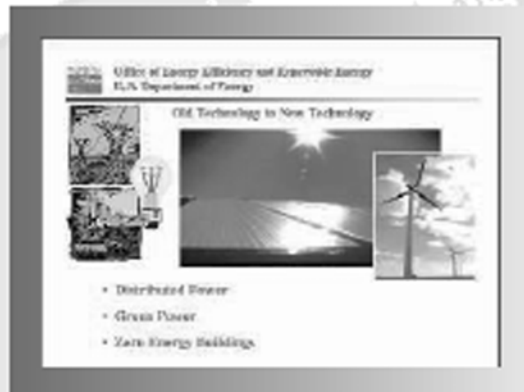 Office of Energy Efficiency and Renewable Energy
U.S. Department of Energy
Old Technology to New Technology
• Distributed Power
• Green Power
• Zero Energy Buildings